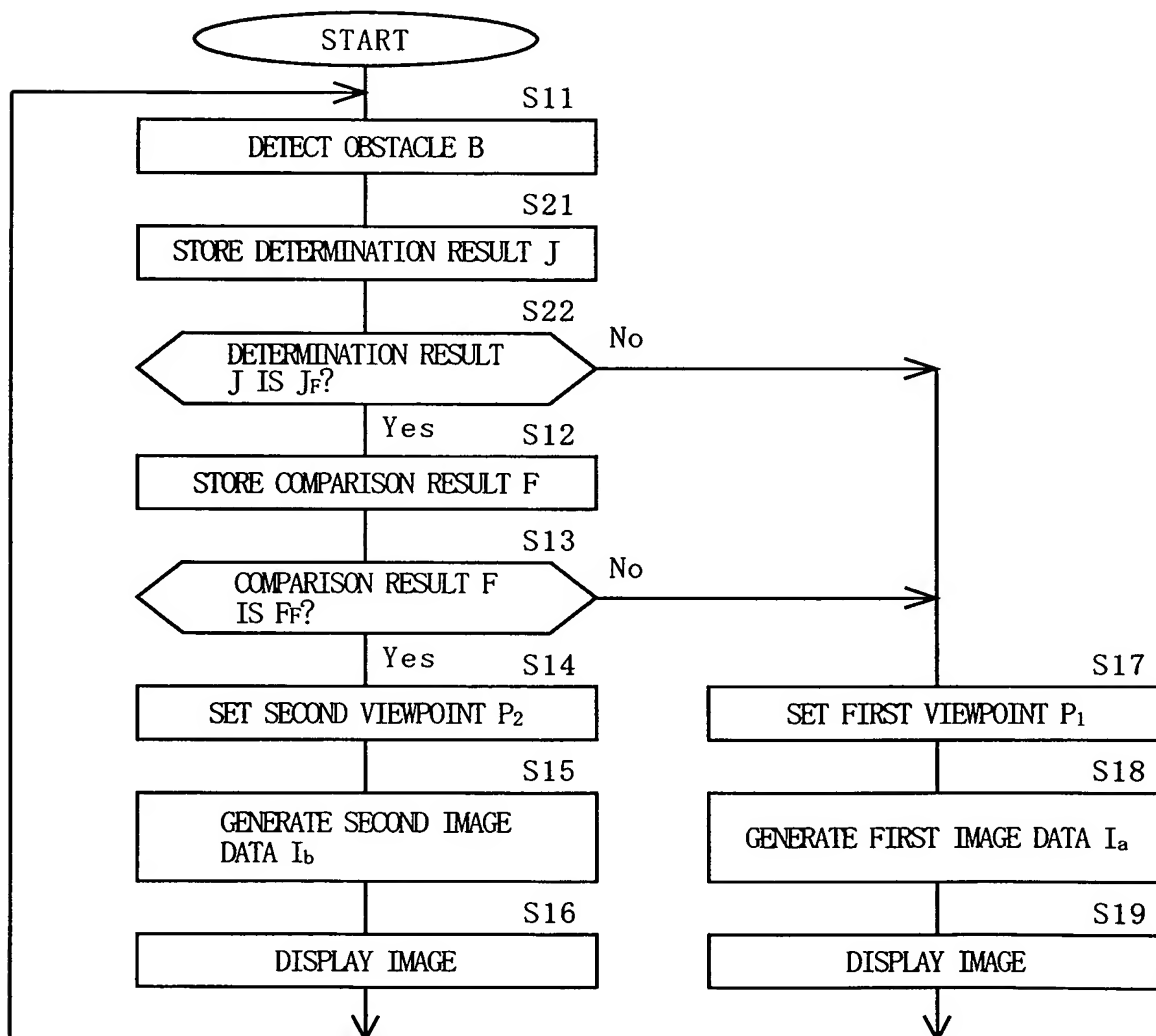 START
S11
DETECT OBSTACLE B
S21
STORE DETERMINATION RESULT J
S22
DETERMINATION RESULT
J IS JF?
No
Yes
S12
STORE COMPARISON RESULT F
S13
COMPARISON RESULT F
IS FF?
No
Yes
S14
SET SECOND VIEWPOINT P2
S15
GENERATE SECOND IMAGE
DATA Ib
S16
DISPLAY IMAGE
S17
SET FIRST VIEWPOINT P1
S18
GENERATE FIRST IMAGE DATA Ia
S19
DISPLAY IMAGE